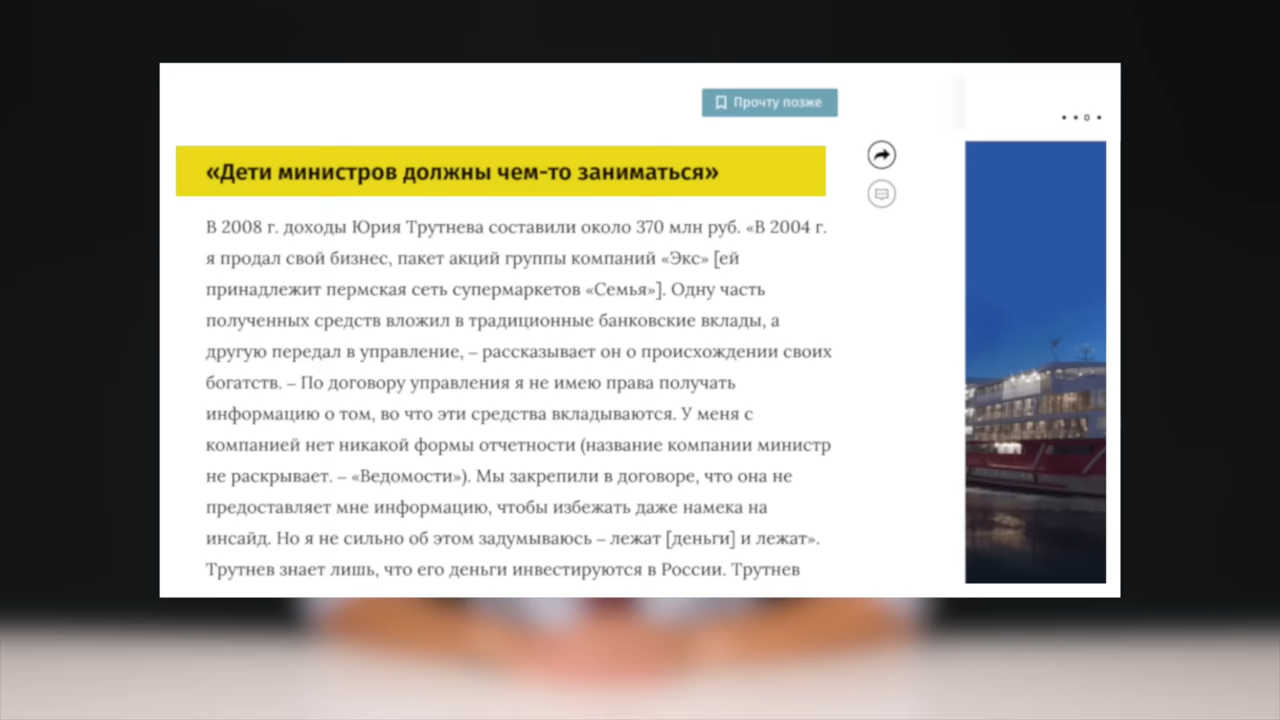 Прочту позже
«Дети министров должны чем-то заниматься»
В 2008 г. доходы Юрия Трутнева составили около 370 млн руб. «В 2004 г.
я продал свой бизнес, пакет акций группы компаний «Экс» [ей
принадлежит пермская сеть супермаркетов «Семья»]. Одну часть
полученных средств вложил в традиционные банковские вклады, а
другую передал в управление, – рассказывает он о происхождении своих
богатств. – По договору управления я не имею права получать
информацию о том, во что эти средства вкладываются. У меня с
компанией нет никакой формы отчетности (название компании министр
не раскрывает. – «Ведомости»). Мы закрепили в договоре, что она не
предоставляет мне информацию, чтобы избежать даже намека на
инсайд. Но я не сильно об этом задумываюсь – лежат [деньги] и лежат».
Трутнев знает лишь, что его деньги инвестируются в России. Трутнев